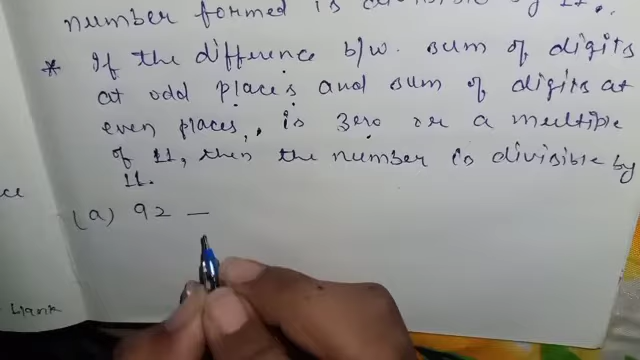 number formed is divisible by 11.
* If the difference b/w. sum of digits
at odd places and sum of digits at
even places, is zero or a multiple
of 11, then the number is divisible by
11.
(a) 92 —